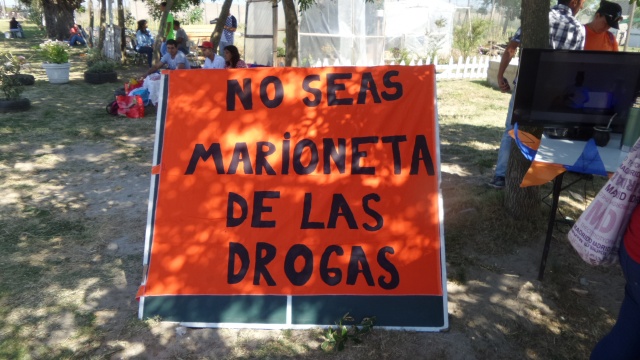 NO SEAS
MARIONETA
DE LAS
DROGAS